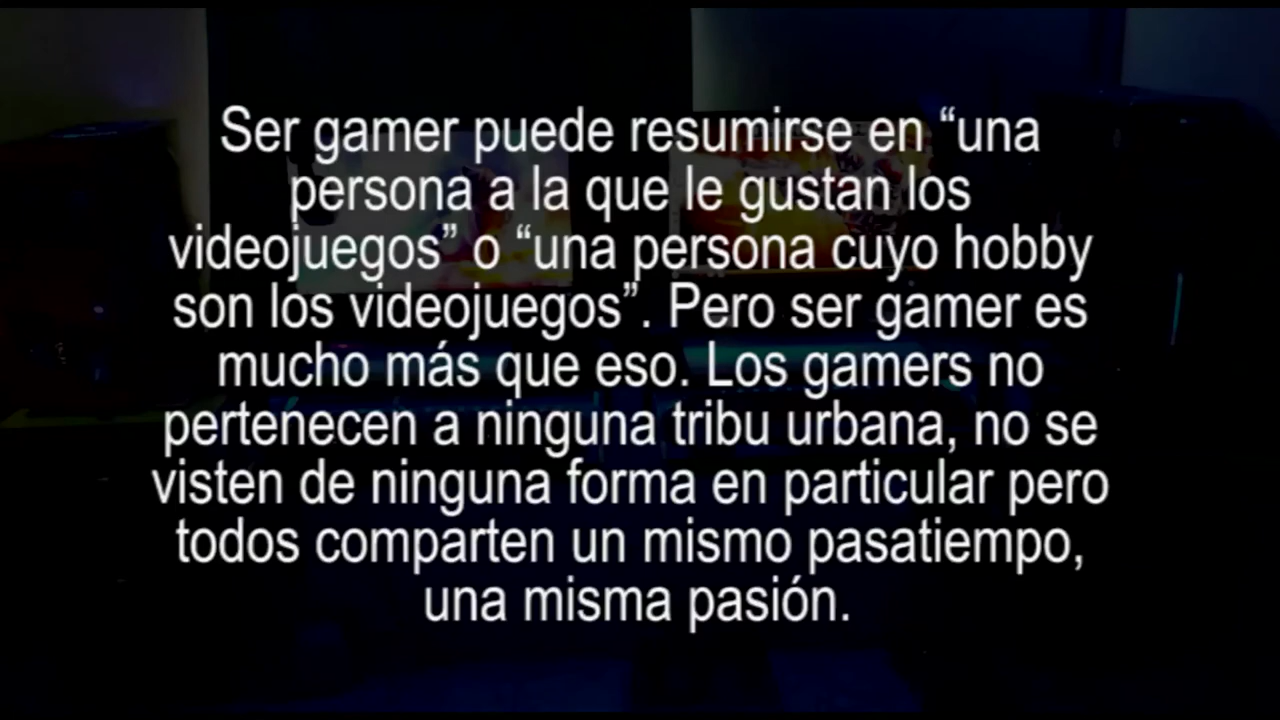 Ser gamer puede resumirse en “una
persona a la que le gustan los
videojuegos” o “una persona cuyo hobby
son los videojuegos”. Pero ser gamer es
mucho más que eso. Los gamers no
pertenecen a ninguna tribu urbana, no se
visten de ninguna forma en particular pero
todos comparten un mismo pasatiempo,
una misma pasión.